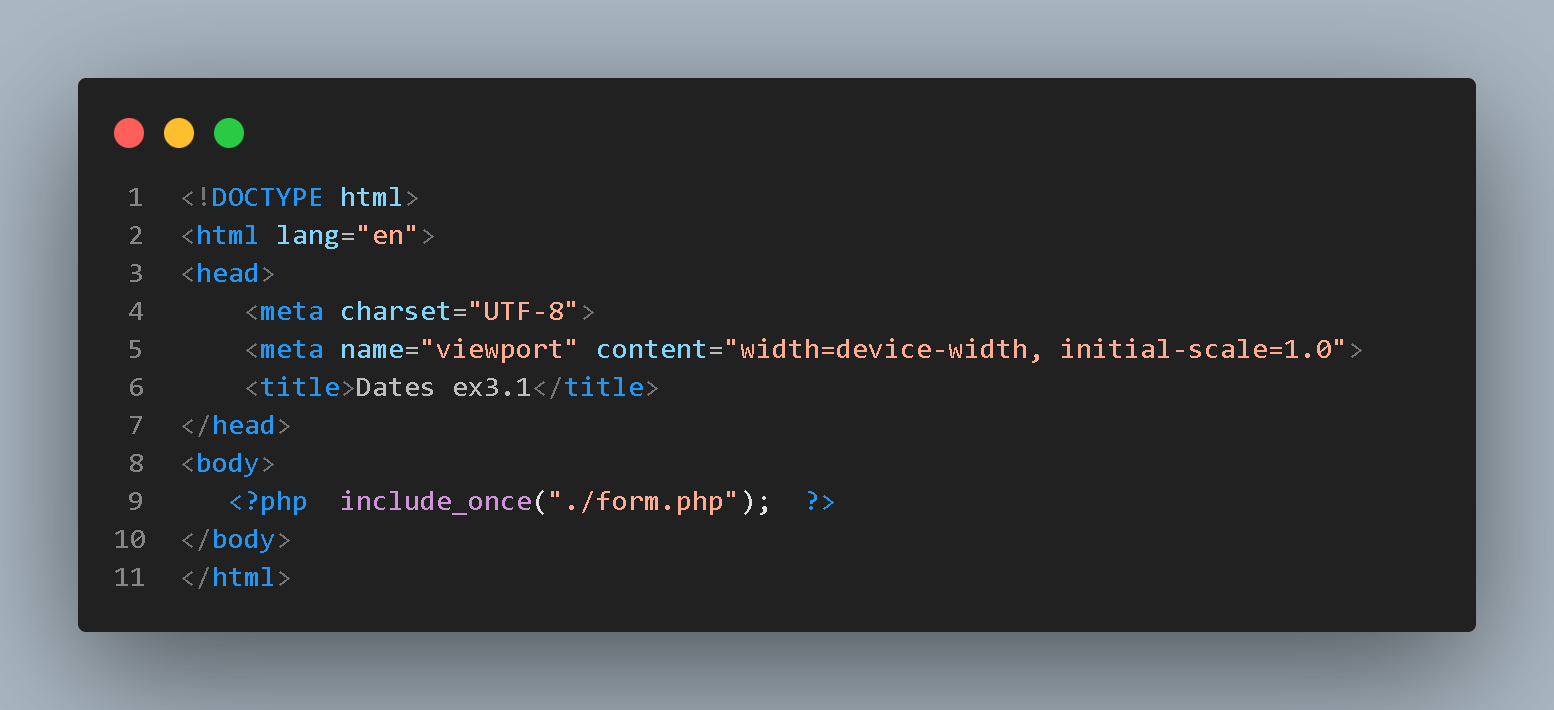 1 <!DOCTYPE html>
2 <html lang="en">
3 <head>
4     <meta charset="UTF-8">
5     <meta name="viewport" content="width=device-width, initial-scale=1.0">
6     <title>Dates ex3.1</title>
7 </head>
8 <body>
9    <?php  include_once("./form.php");  ?>
10 </body>
11 </html>